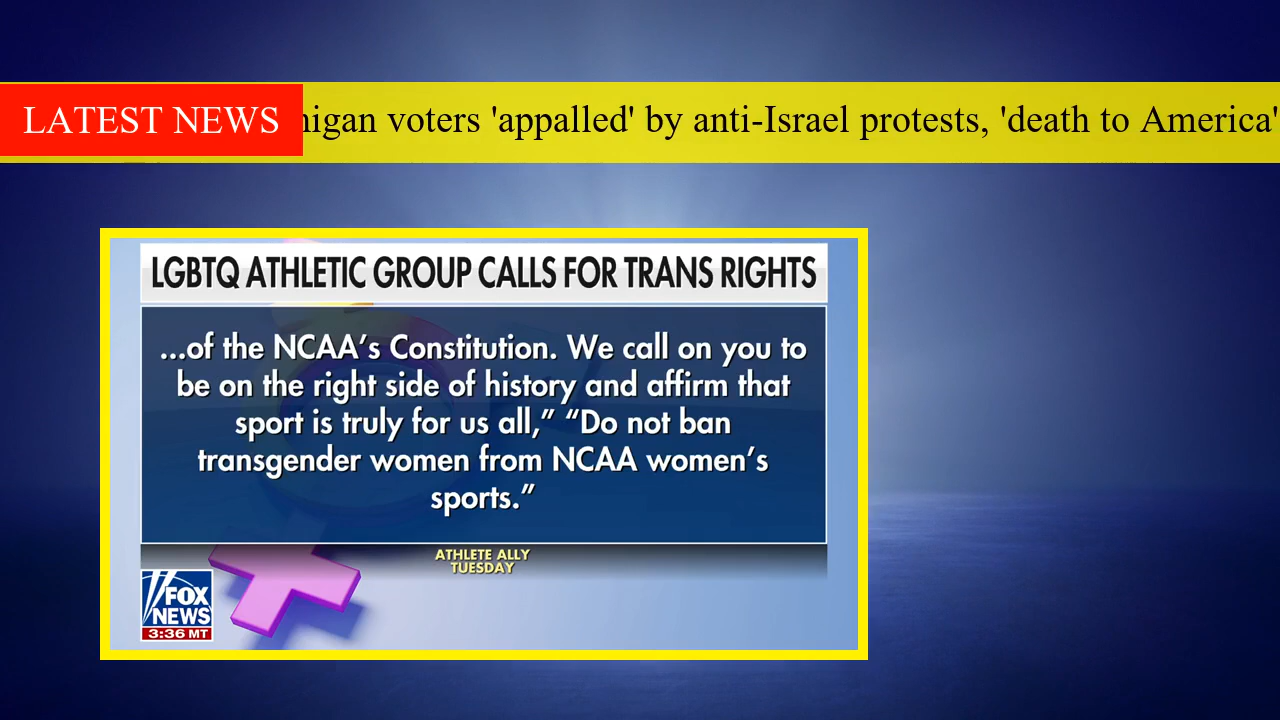 LATEST NEWS
voters 'appalled' by anti-Israel protests, 'death to America'
LGBTQ ATHLETIC GROUP CALLS FOR TRANS RIGHTS
...of the NCAA's Constitution. We call on you to
be on the right side of history and affirm that
sport is truly for us all,” “Do not ban
transgender women from NCAA women's
sports.”
ATHLETE ALLY
TUESDAY
FOX
NEWS
3:36 MT